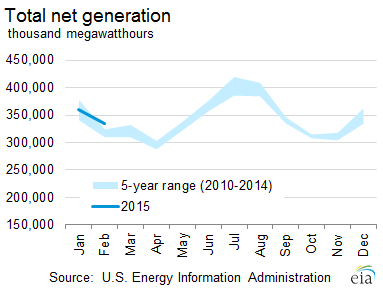 Total net generation
thousand megawatthours
450,000
400,000
350,000
300,000
250,000
200,000
150,000
5-year range (2010-2014)
2015
Jan
Feb
Mar
Apr
May
Jun
Jul
Aug
Sep
Oct
Nov
Dec
Source: U.S. Energy Information Administration
eia